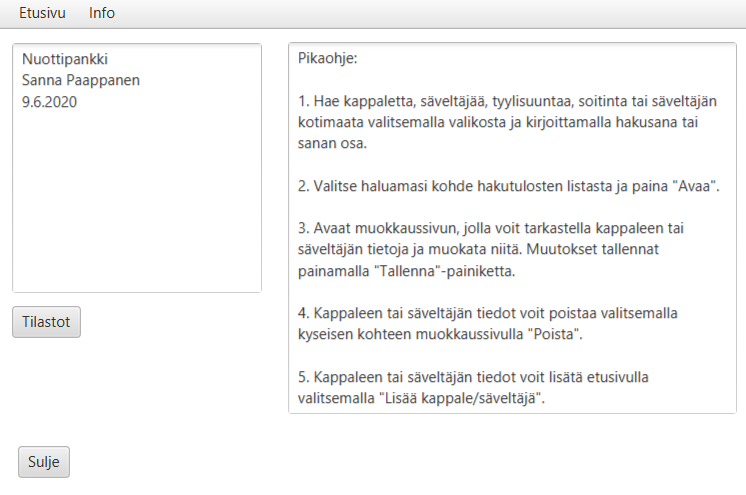 Etusivu Info
Nuottipankki
Sanna Paappanen
9.6.2020
Tilastot
Sulje
Pikaohje:
1. Hae kappaletta, säveltäjää, tyylisuuntaa, soitinta tai säveltäjän
kotimaata valitsemalla valikosta ja kirjoittamalla hakusana tai
sanan osa.
2. Valitse haluamasi kohde hakutulosten listasta ja paina "Avaa".
3. Avaat muokkaussivun, jolla voit tarkastella kappaleen tai
säveltäjän tietoja ja muokata niitä. Muutokset tallennat
painamalla "Tallenna"-painiketta.
4. Kappaleen tai säveltäjän tiedot voit poistaa valitsemalla
kyseisen kohteen muokkaussivulla "Poista".
5. Kappaleen tai säveltäjän tiedot voit lisätä etusivulla
valitsemalla "Lisää kappale/säveltäjä".